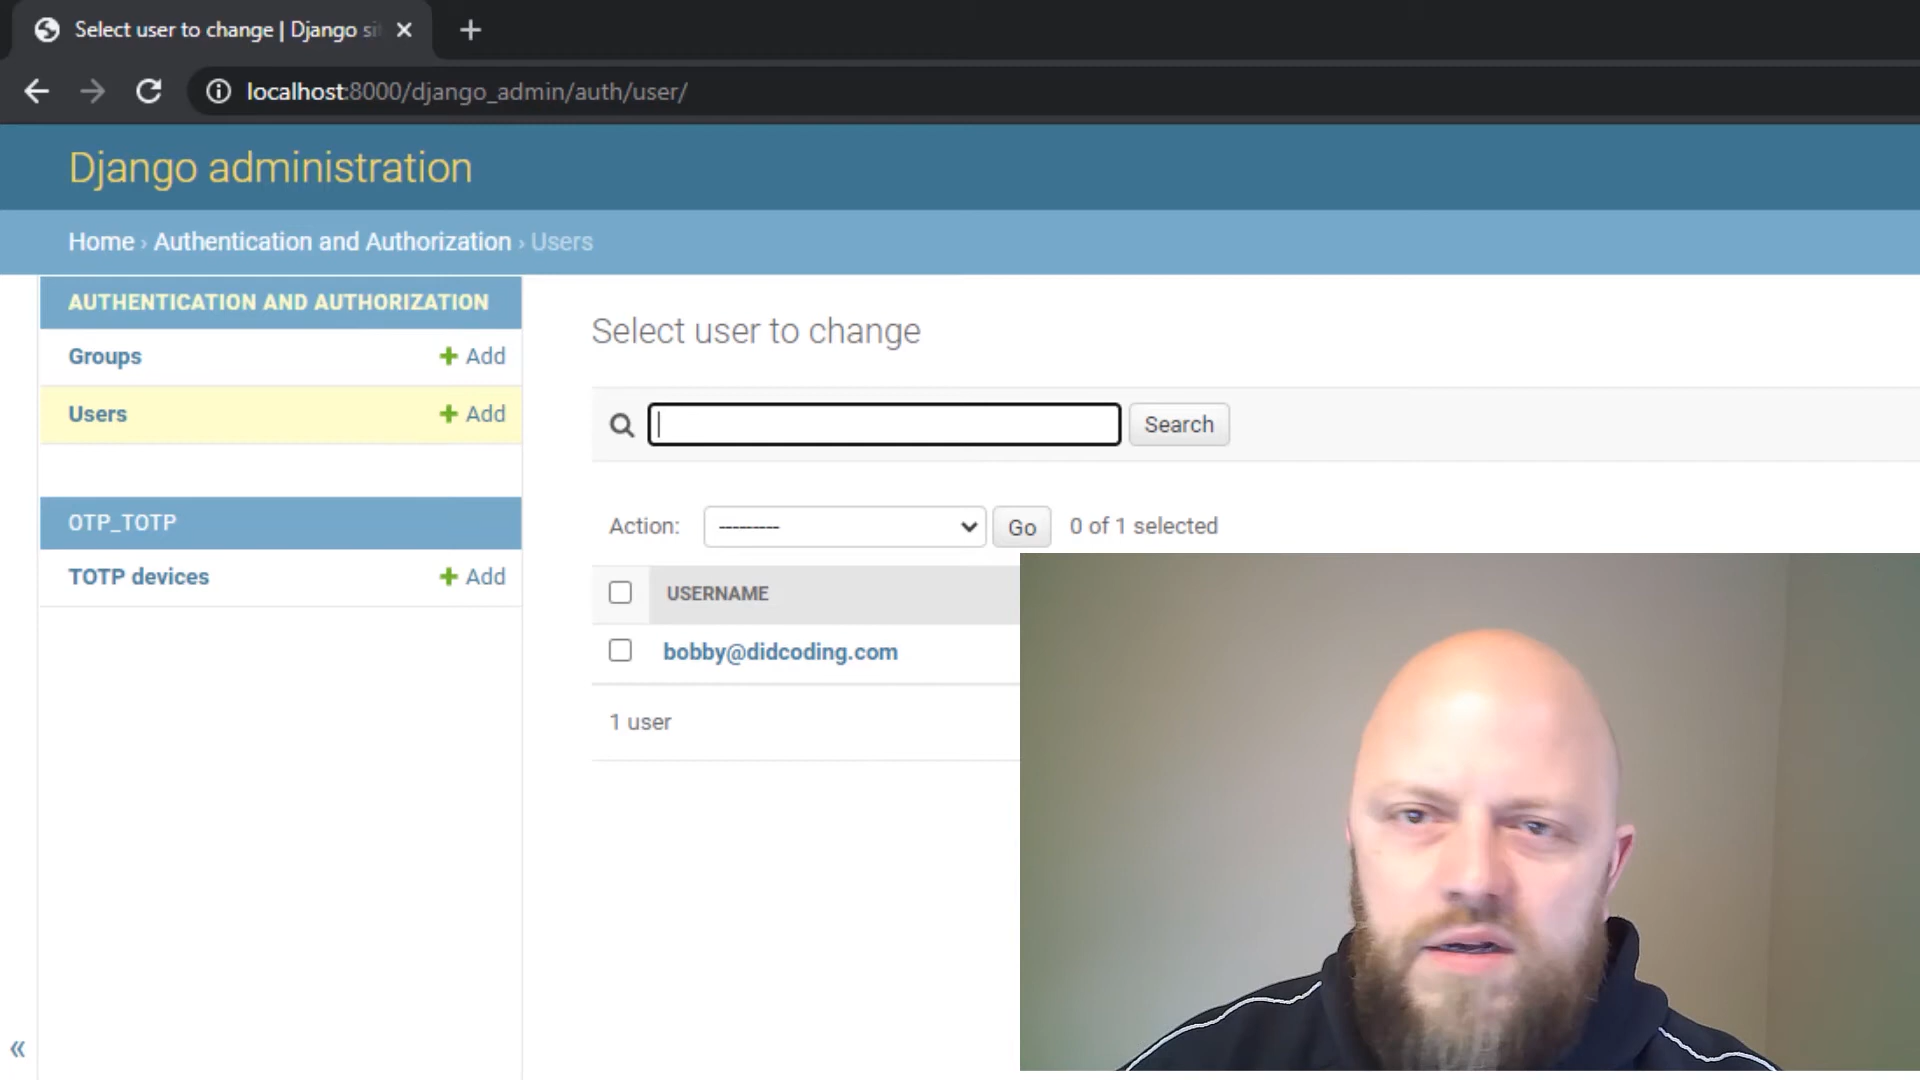 Select user to change | Django si
localhost:8000/django_admin/auth/user/
Django administration
Home › Authentication and Authorization › Users
AUTHENTICATION AND AUTHORIZATION
Groups + Add
Users + Add
OTP_TOTP
TOTP devices + Add
«
Select user to change
Search
Action: --------- Go 0 of 1 selected
USERNAME
bobby@didcoding.com
1 user